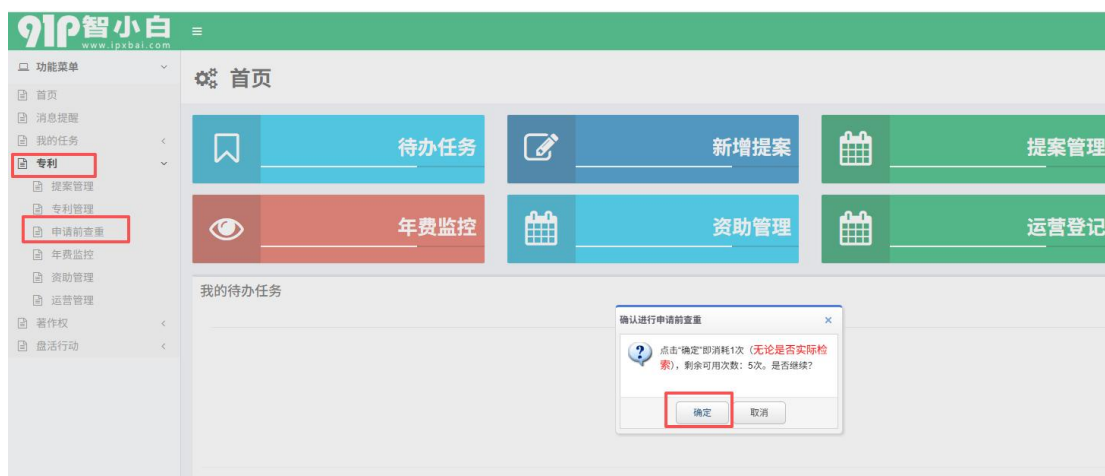 91P智小白
www.ipxbai.com
功能菜单
首页
消息提醒
我的任务
专利
提案管理
专利管理
申请前查重
年费监控
资助管理
运营管理
著作权
盘活行动
首页
待办任务
新增提案
提案管理
年费监控
资助管理
运营登记
我的待办任务
确认进行申请前查重
点击“确定”即消耗1次（无论是否实际检
索），剩余可用次数：5次。是否继续？
确定
取消